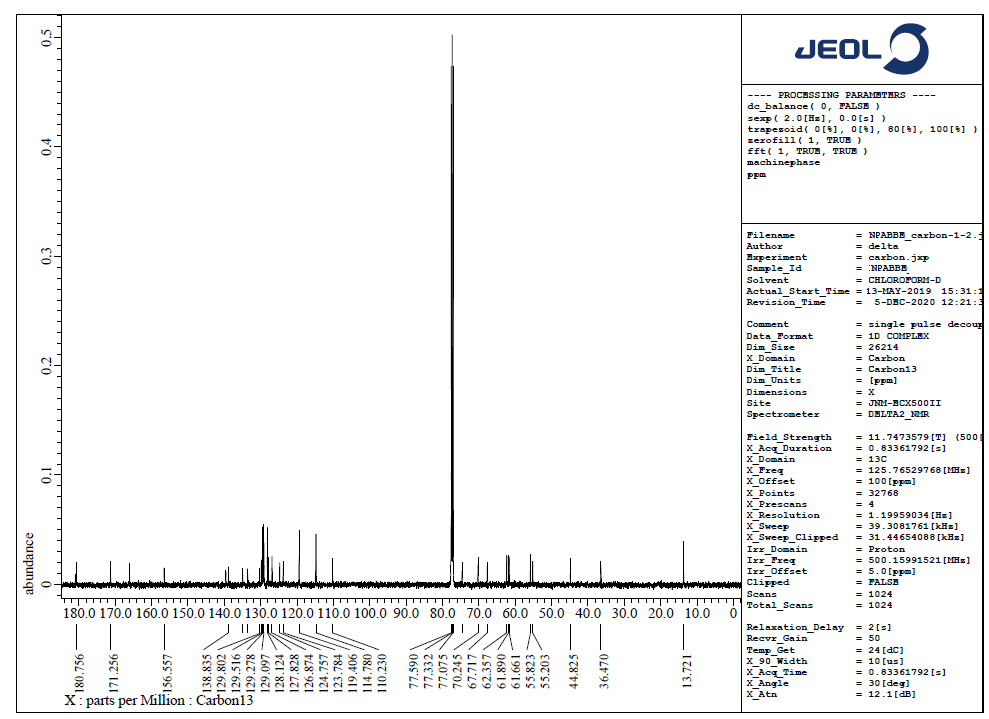 JEOL
---- PROCESSING PARAMETERS ----
dc_balance( 0, FALSE )
sexp( 2.0[Hz], 0.0[s] )
trapezoid( 0[%], 0[%], 80[%], 100[%] )
zerofill( 1, TRUE )
fft( 1, TRUE, TRUE )
machinephase
ppm
Filename = NPABBE_carbon-1-2.j
Author = delta
Experiment = carbon.jxp
Sample_Id = NPABBE
Solvent = CHLOROFORM-D
Actual_Start_Time = 13-MAY-2019 15:31:1
Revision_Time = 5-DEC-2020 12:21:3
Comment = single pulse decoup
Data_Format = 1D COMPLEX
Dim_Size = 26214
X_Domain = Carbon
Dim_Title = Carbon13
Dim_Units = [ppm]
Dimensions = X
Site = JNM-ECX500II
Spectrometer = DELTA2_NMR
Field_Strength = 11.7473579[T] (500[
X_Acq_Duration = 0.83361792[s]
X_Domain = 13C
X_Freq = 125.76529768[MHz]
X_Offset = 100[ppm]
X_Points = 32768
X_Prescans = 4
X_Resolution = 1.19959034[Hz]
X_Sweep = 39.3081761[kHz]
X_Sweep_Clipped = 31.44654088[kHz]
Irr_Domain = Proton
Irr_Freq = 500.15991521[MHz]
Irr_Offset = 5.0[ppm]
Clipped = FALSE
Scans = 1024
Total_Scans = 1024
Relaxation_Delay = 2[s]
Recvr_Gain = 50
Temp_Get = 24[dC]
X_90_Width = 10[us]
X_Acq_Time = 0.83361792[s]
X_Angle = 30[deg]
X_Atn = 12.1[dB]
0.5
0.4
0.3
0.2
0.1
0
abundance
180.0 170.0 160.0 150.0 140.0 130.0 120.0 110.0 100.0 90.0 80.0 70.0 60.0 50.0 40.0 30.0 20.0 10.0 0
180.756
171.256
156.557
138.835
129.802
129.516
129.278
129.097
128.124
127.828
126.874
124.757
123.784
119.406
114.780
110.230
77.590
77.332
77.075
70.245
67.717
62.357
61.890
61.661
55.823
55.203
44.825
36.470
13.721
X : parts per Million : Carbon13